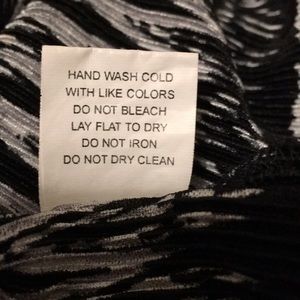 HAND WASH COLD
WITH LIKE COLORS
DO NOT BLEACH
LAY FLAT TO DRY
DO NOT IRON
DO NOT DRY CLEAN